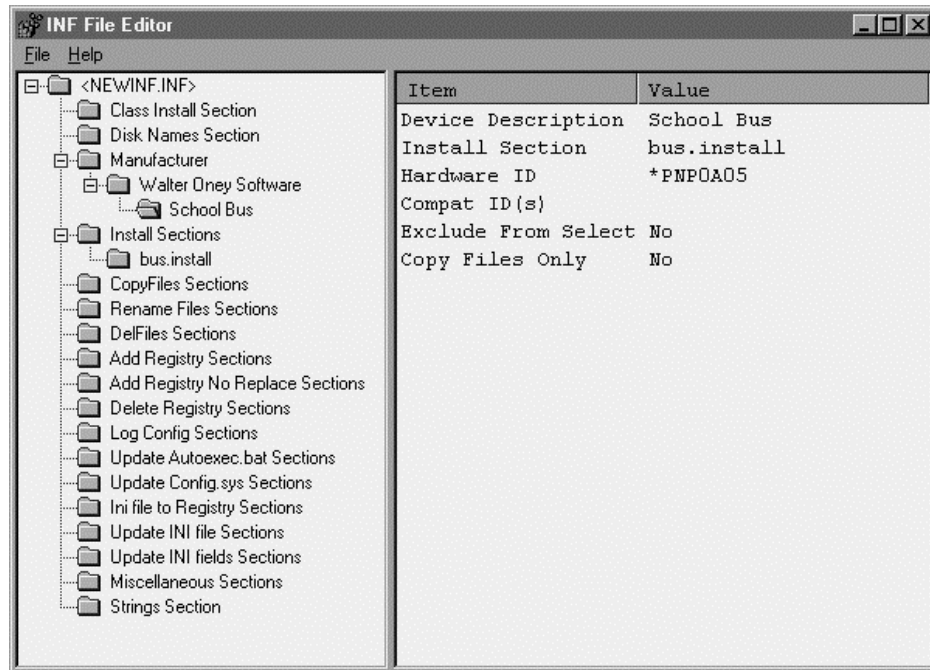 INF File Editor
File Help
<NEWINF.INF>
Class Install Section
Disk Names Section
Manufacturer
Walter Oney Software
School Bus
Install Sections
bus.install
CopyFiles Sections
Rename Files Sections
DelFiles Sections
Add Registry Sections
Add Registry No Replace Sections
Delete Registry Sections
Log Config Sections
Update Autoexec.bat Sections
Update Config.sys Sections
Ini file to Registry Sections
Update INI file Sections
Update INI fields Sections
Miscellaneous Sections
Strings Section
Item Value
Device Description School Bus
Install Section bus.install
Hardware ID *PNP0A05
Compat ID(s)
Exclude From Select No
Copy Files Only No